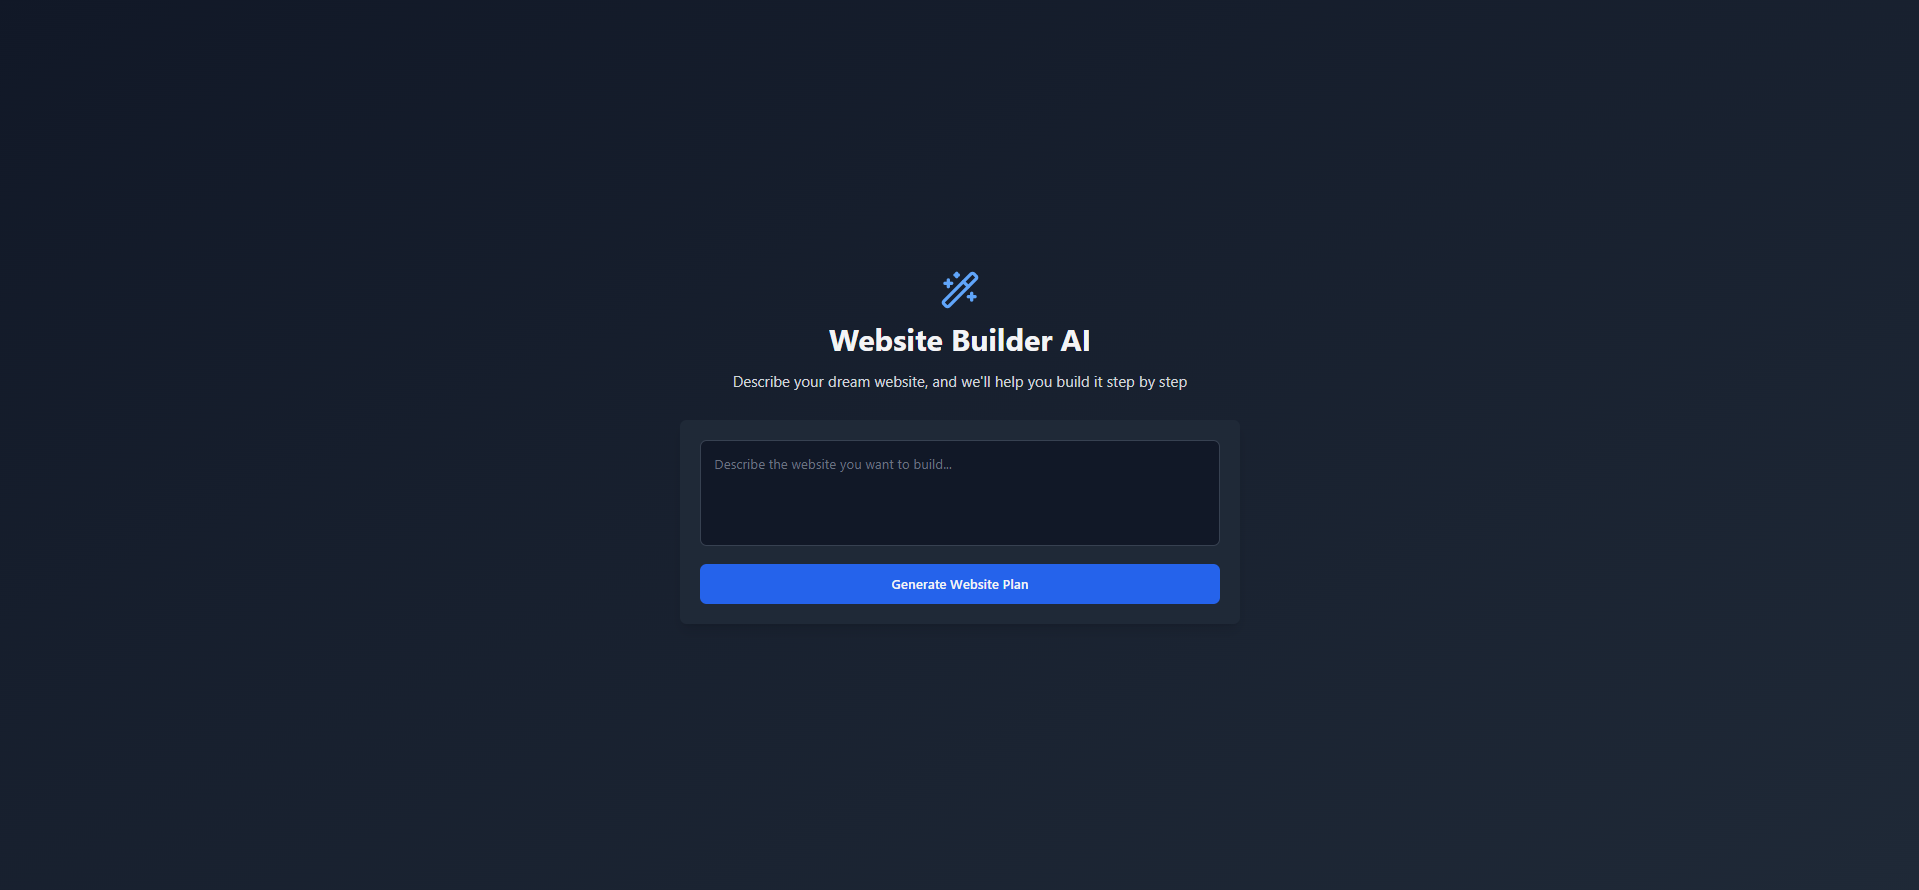 Website Builder AI
Describe your dream website, and we'll help you build it step by step
Describe the website you want to build...
Generate Website Plan